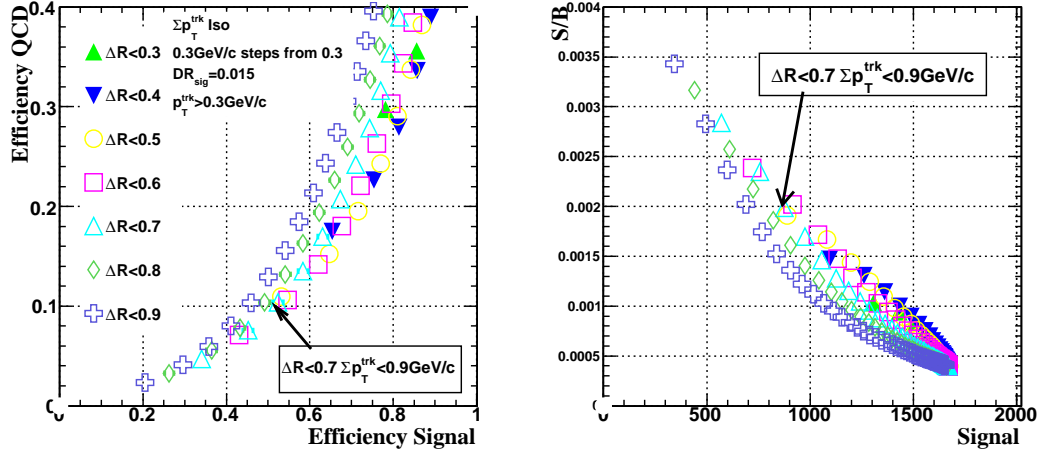 Efficiency QCD
0.4
0.3
0.2
0.1
0
0.2
0.4
0.6
0.8
1
Efficiency Signal
Σp_T^trk Iso
0.3GeV/c steps from 0.3
DR_sig=0.015
p_T^trk>0.3GeV/c
ΔR<0.3
ΔR<0.4
ΔR<0.5
ΔR<0.6
ΔR<0.7
ΔR<0.8
ΔR<0.9
ΔR<0.7 Σp_T^trk<0.9GeV/c
S/B
0.004
0.0035
0.003
0.0025
0.002
0.0015
0.001
0.0005
0
500
1000
1500
2000
Signal
ΔR<0.7 Σp_T^trk<0.9GeV/c